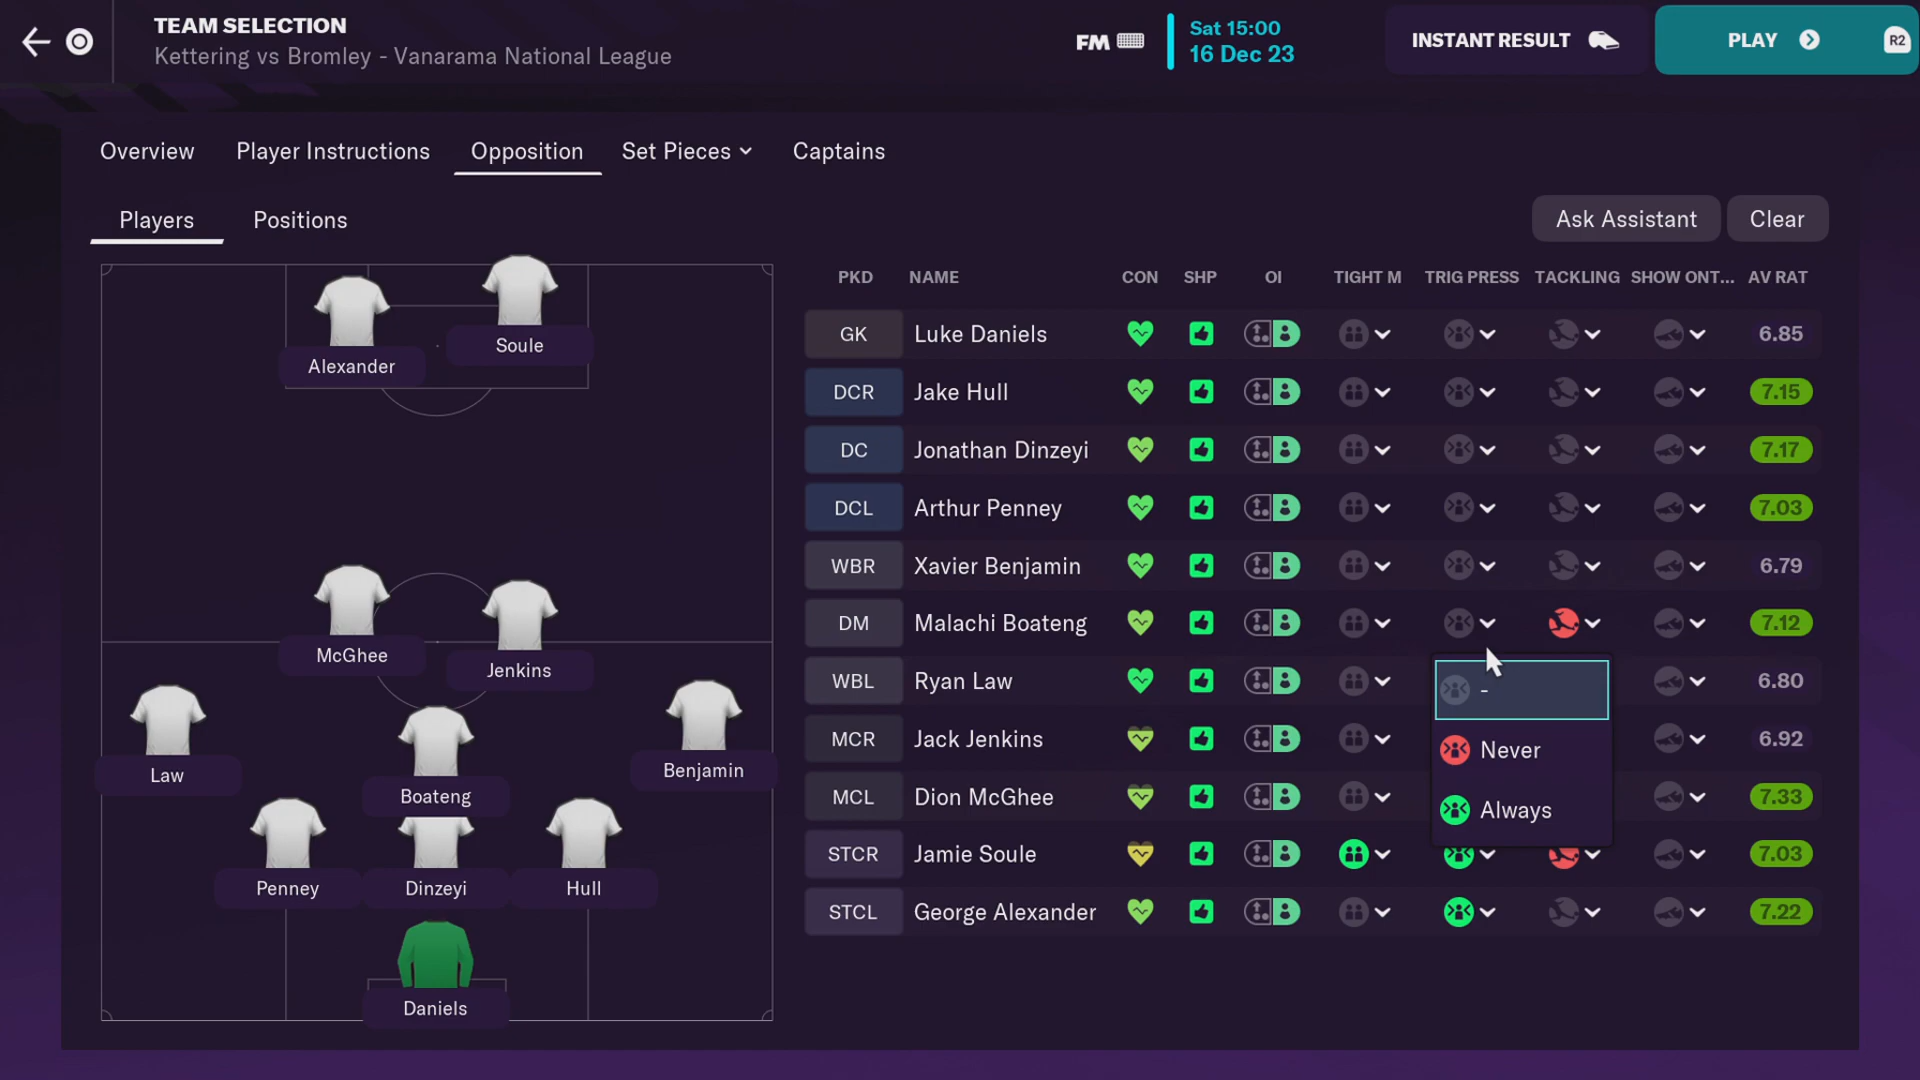 TEAM SELECTION
Kettering vs Bromley - Vanarama National League
FM
Sat 15:00
16 Dec 23
INSTANT RESULT
PLAY
R2
Overview Player Instructions Opposition Set Pieces Captains
Players Positions
Ask Assistant Clear
Alexander
Soule
McGhee
Jenkins
Law
Boateng
Benjamin
Penney
Dinzeyi
Hull
Daniels
PKD NAME CON SHP OI TIGHT M TRIG PRESS TACKLING SHOW ONT... AV RAT
GK Luke Daniels 6.85
DCR Jake Hull 7.15
DC Jonathan Dinzeyi 7.17
DCL Arthur Penney 7.03
WBR Xavier Benjamin 6.79
DM Malachi Boateng 7.12
WBL Ryan Law 6.80
MCR Jack Jenkins 6.92
MCL Dion McGhee 7.33
STCR Jamie Soule 7.03
STCL George Alexander 7.22
-
Never
Always